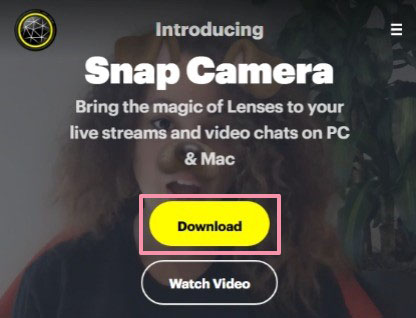 Introducing
Snap Camera
Bring the magic of Lenses to your
live streams and video chats on PC
& Mac
Download
Watch Video